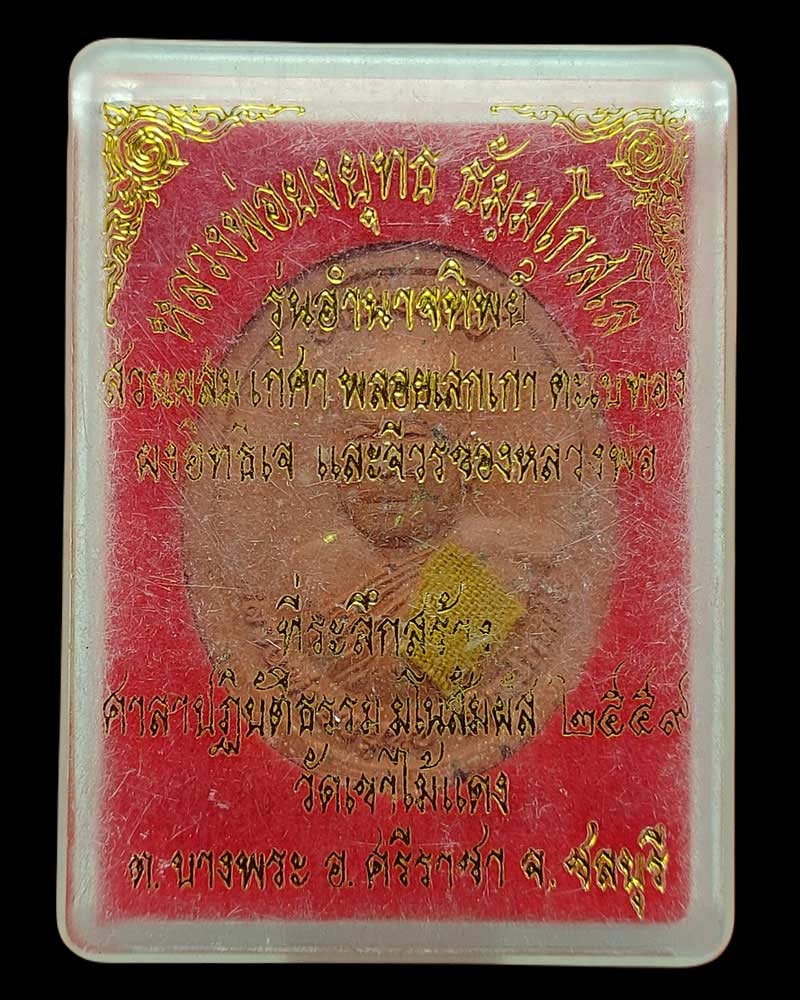 หลวงพ่อผงยุทธ ธัมฺมโกสโล
รุ่นอำนาจทิพย์
ส่วนผสม เกศา พลอยเสกเก่า ตะไบทอง
ผงอิทธิเจ และจีวรของหลวงพ่อ
ที่ระลึกสร้าง
ศาลาปฏิบัติธรรม มโนสัมผัส ๒๕๕๙
วัดเขาไม้แดง
ต. บางพระ อ. ศรีราชา จ. ชลบุรี